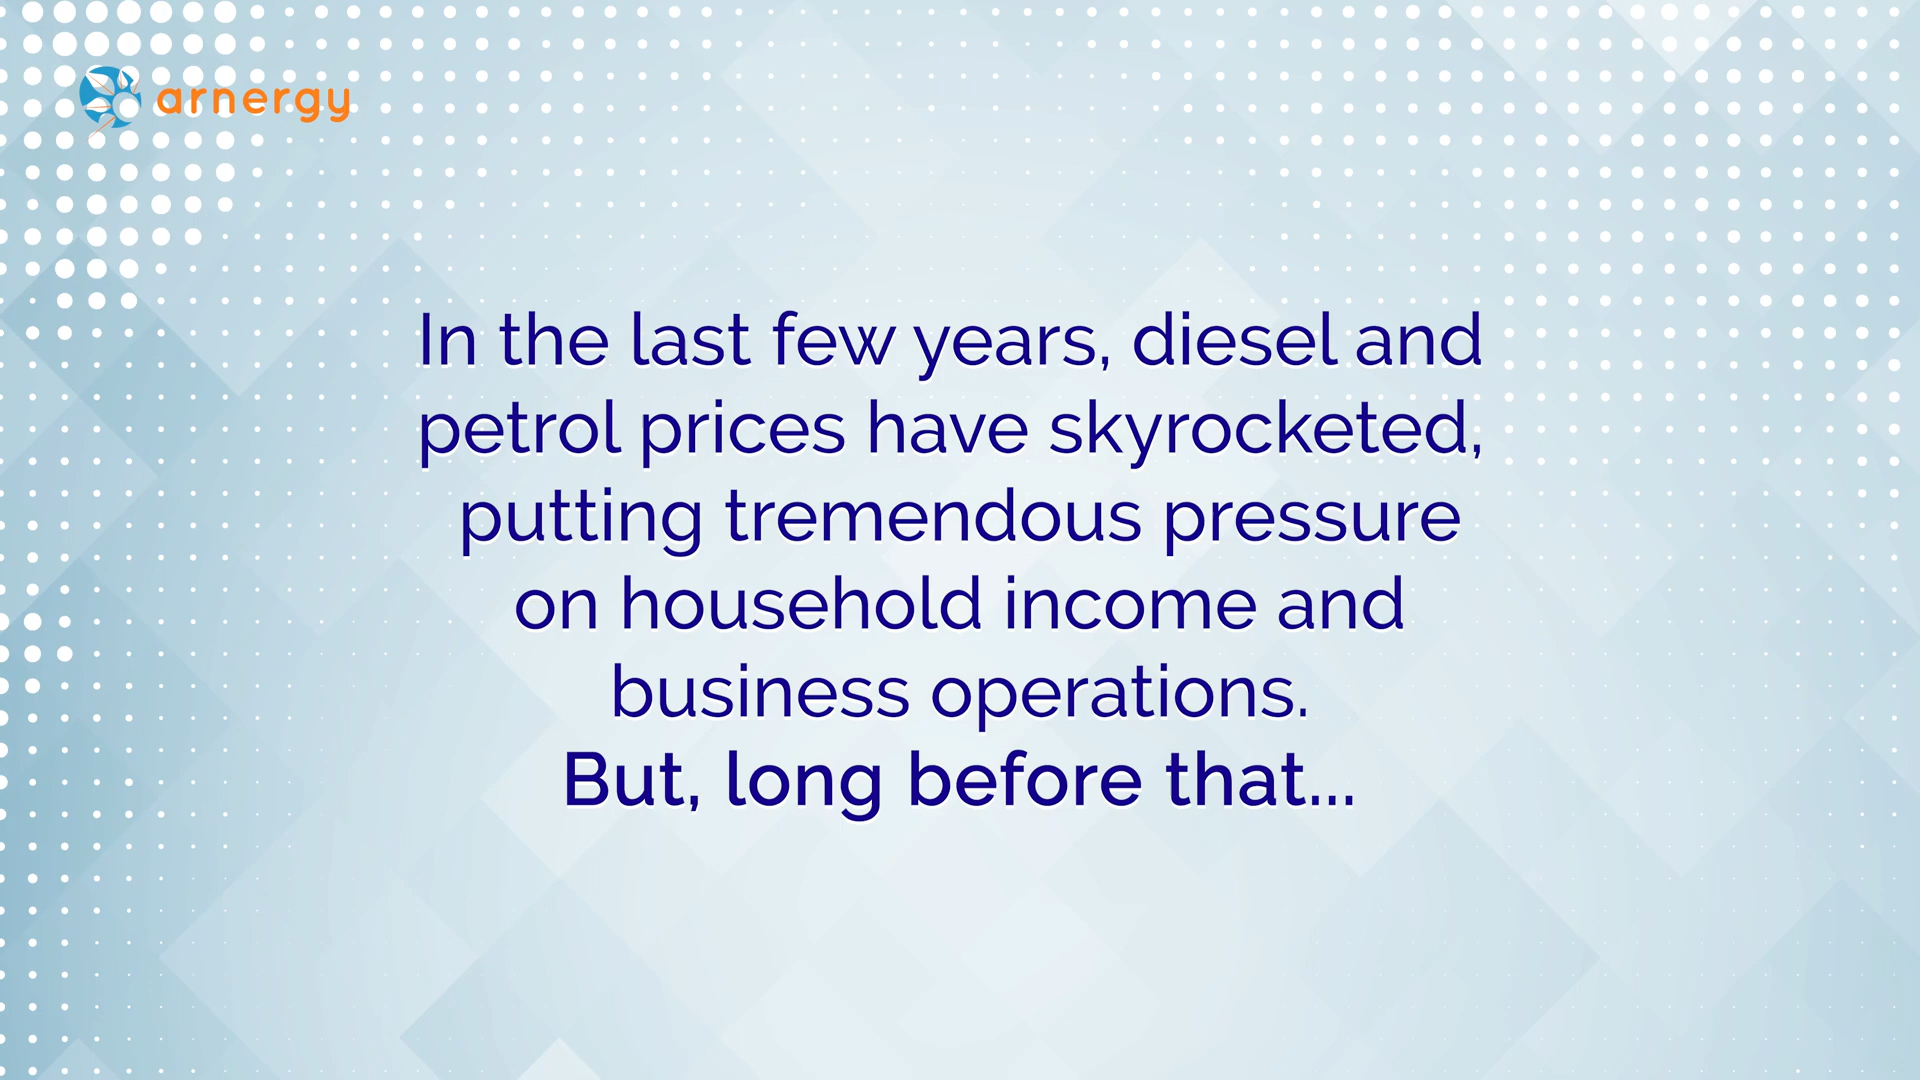 arnergy
In the last few years, diesel and
petrol prices have skyrocketed,
putting tremendous pressure
on household income and
business operations.
But, long before that...